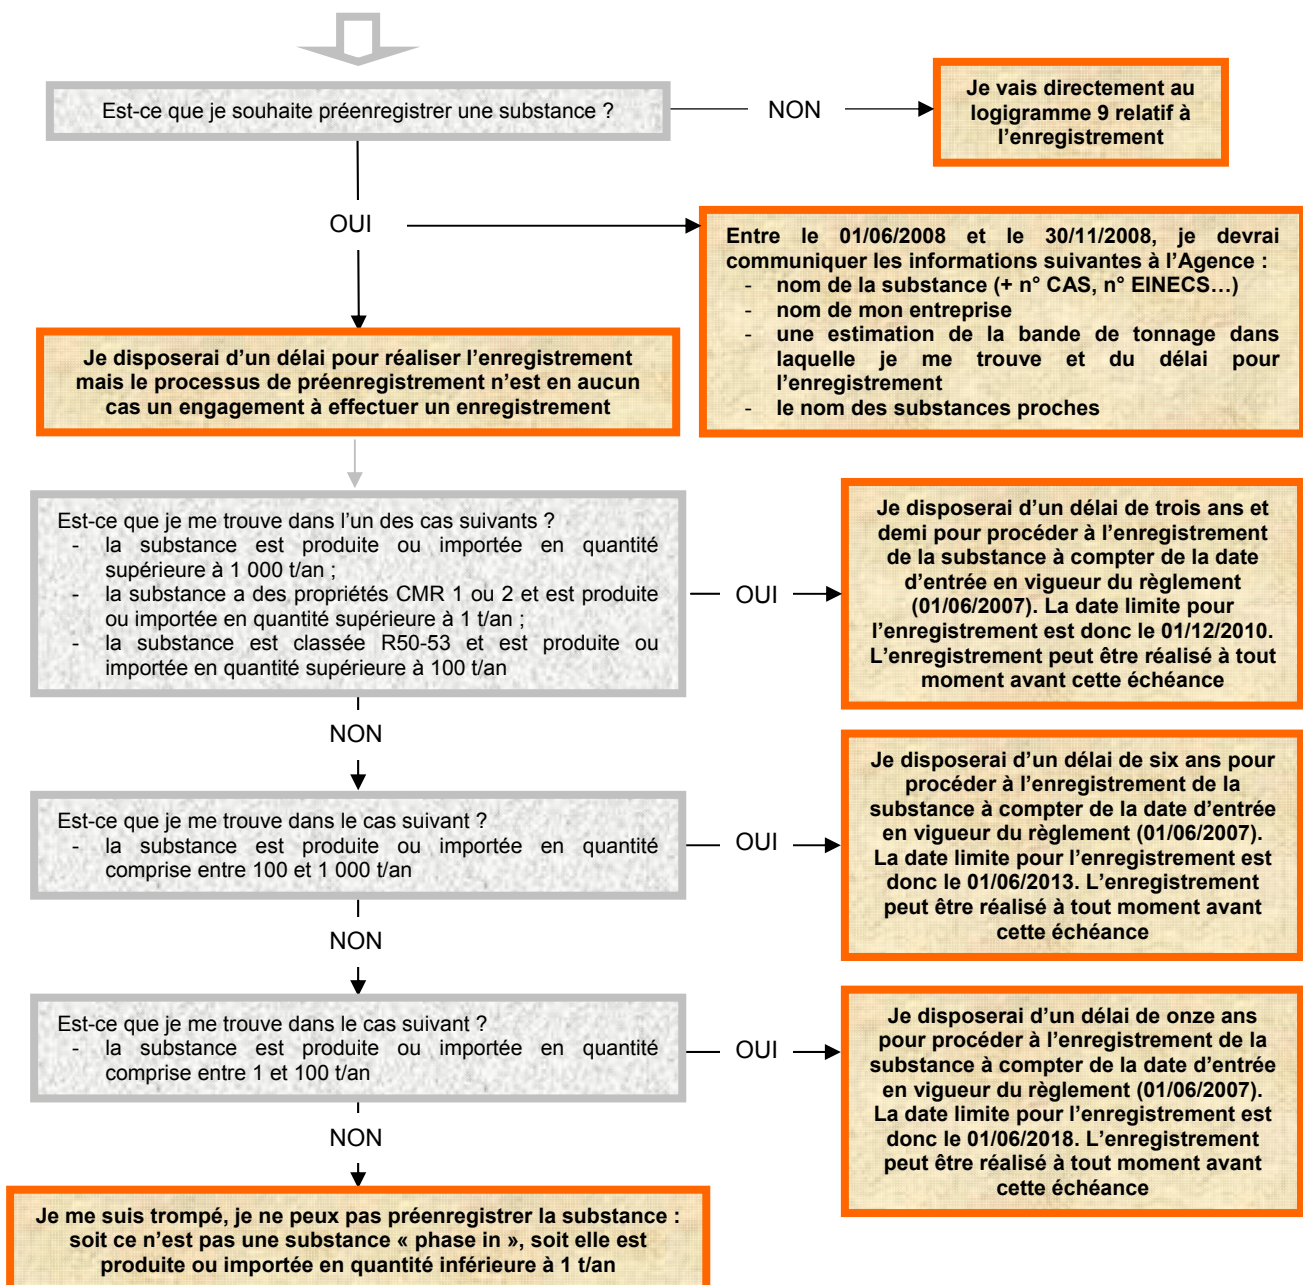 Est-ce que je souhaite préenregistrer une substance ?
NON
Je vais directement au
logigramme 9 relatif à
l’enregistrement
OUI
Entre le 01/06/2008 et le 30/11/2008, je devrai
communiquer les informations suivantes à l’Agence :
- nom de la substance (+ n° CAS, n° EINECS…)
- nom de mon entreprise
- une estimation de la bande de tonnage dans
laquelle je me trouve et du délai pour
l’enregistrement
- le nom des substances proches
Je disposerai d’un délai pour réaliser l’enregistrement
mais le processus de préenregistrement n’est en aucun
cas un engagement à effectuer un enregistrement
Est-ce que je me trouve dans l’un des cas suivants ?
- la substance est produite ou importée en quantité
supérieure à 1 000 t/an ;
- la substance a des propriétés CMR 1 ou 2 et est produite
ou importée en quantité supérieure à 1 t/an ;
- la substance est classée R50-53 et est produite ou
importée en quantité supérieure à 100 t/an
OUI
Je disposerai d’un délai de trois ans et
demi pour procéder à l’enregistrement
de la substance à compter de la date
d’entrée en vigueur du règlement
(01/06/2007). La date limite pour
l’enregistrement est donc le 01/12/2010.
L’enregistrement peut être réalisé à tout
moment avant cette échéance
NON
Est-ce que je me trouve dans le cas suivant ?
- la substance est produite ou importée en quantité
comprise entre 100 et 1 000 t/an
OUI
Je disposerai d’un délai de six ans pour
procéder à l’enregistrement de la
substance à compter de la date d’entrée
en vigueur du règlement (01/06/2007).
La date limite pour l’enregistrement est
donc le 01/06/2013. L’enregistrement
peut être réalisé à tout moment avant
cette échéance
NON
Est-ce que je me trouve dans le cas suivant ?
- la substance est produite ou importée en quantité
comprise entre 1 et 100 t/an
OUI
Je disposerai d’un délai de onze ans
pour procéder à l’enregistrement de la
substance à compter de la date d’entrée
en vigueur du règlement (01/06/2007).
La date limite pour l’enregistrement est
donc le 01/06/2018. L’enregistrement
peut être réalisé à tout moment avant
cette échéance
NON
Je me suis trompé, je ne peux pas préenregistrer la substance :
soit ce n’est pas une substance « phase in », soit elle est
produite ou importée en quantité inférieure à 1 t/an